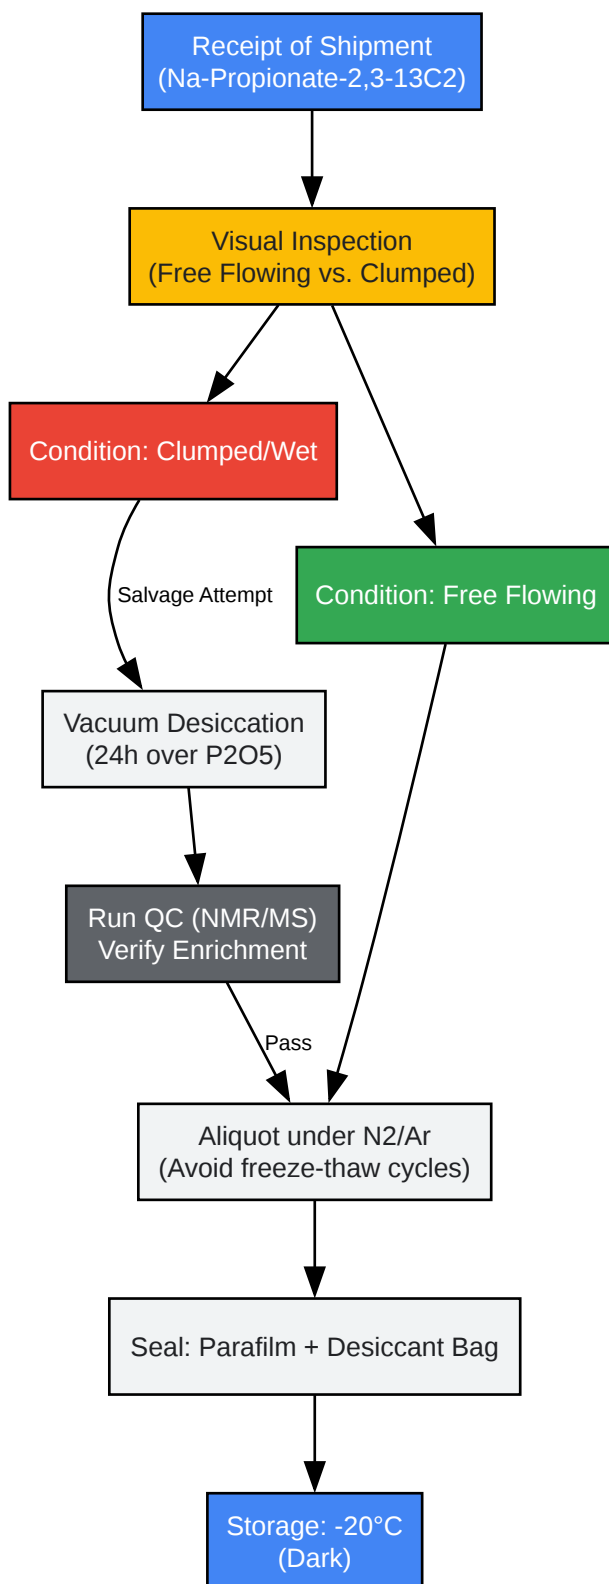 Receipt of Shipment
(Na-Propionate-2,3-13C2)
Visual Inspection
(Free Flowing vs. Clumped)
Condition: Clumped/Wet
Salvage Attempt
Condition: Free Flowing
Vacuum Desiccation
(24h over P2O5)
Run QC (NMR/MS)
Verify Enrichment
Pass
Aliquot under N2/Ar
(Avoid freeze-thaw cycles)
Seal: Parafilm + Desiccant Bag
Storage: -20°C
(Dark)